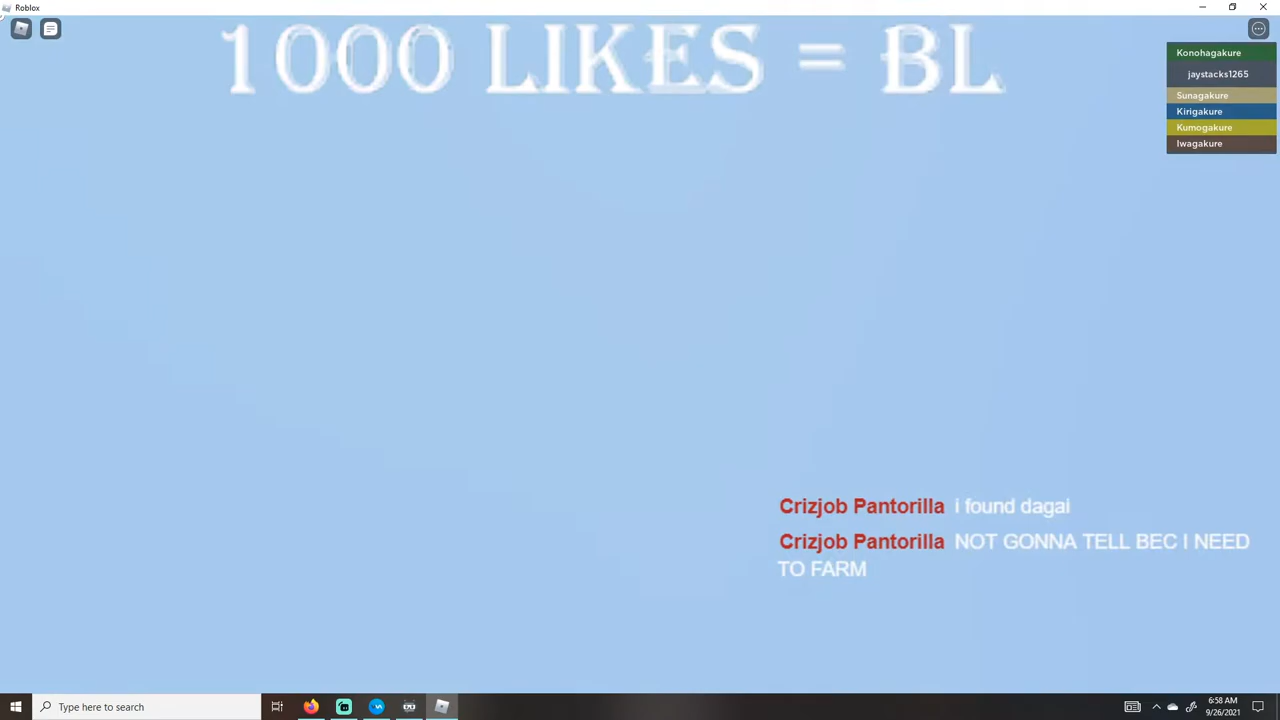 Roblox
1000 LIKES = BL
Konohagakure
jaystacks1265
Sunagakure
Kirigakure
Kumogakure
Iwagakure
Crizjob Pantorilla i found dagai
Crizjob Pantorilla NOT GONNA TELL BEC I NEED
TO FARM
Type here to search
6:58 AM
9/26/2021